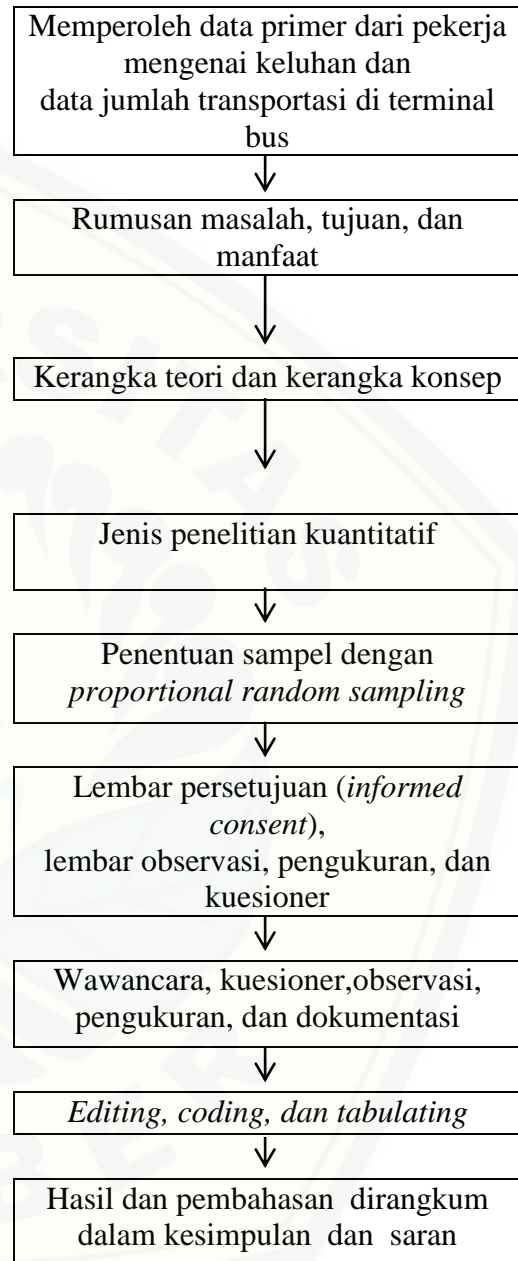 Memperoleh data primer dari pekerja
mengenai keluhan dan
data jumlah transportasi di terminal
bus
Rumusan masalah, tujuan, dan
manfaat
Kerangka teori dan kerangka konsep
Jenis penelitian kuantitatif
Penentuan sampel dengan
proportional random sampling
Lembar persetujuan (informed
consent),
lembar observasi, pengukuran, dan
kuesioner
Wawancara, kuesioner,observasi,
pengukuran, dan dokumentasi
Editing, coding, dan tabulating
Hasil dan pembahasan dirangkum
dalam kesimpulan dan saran